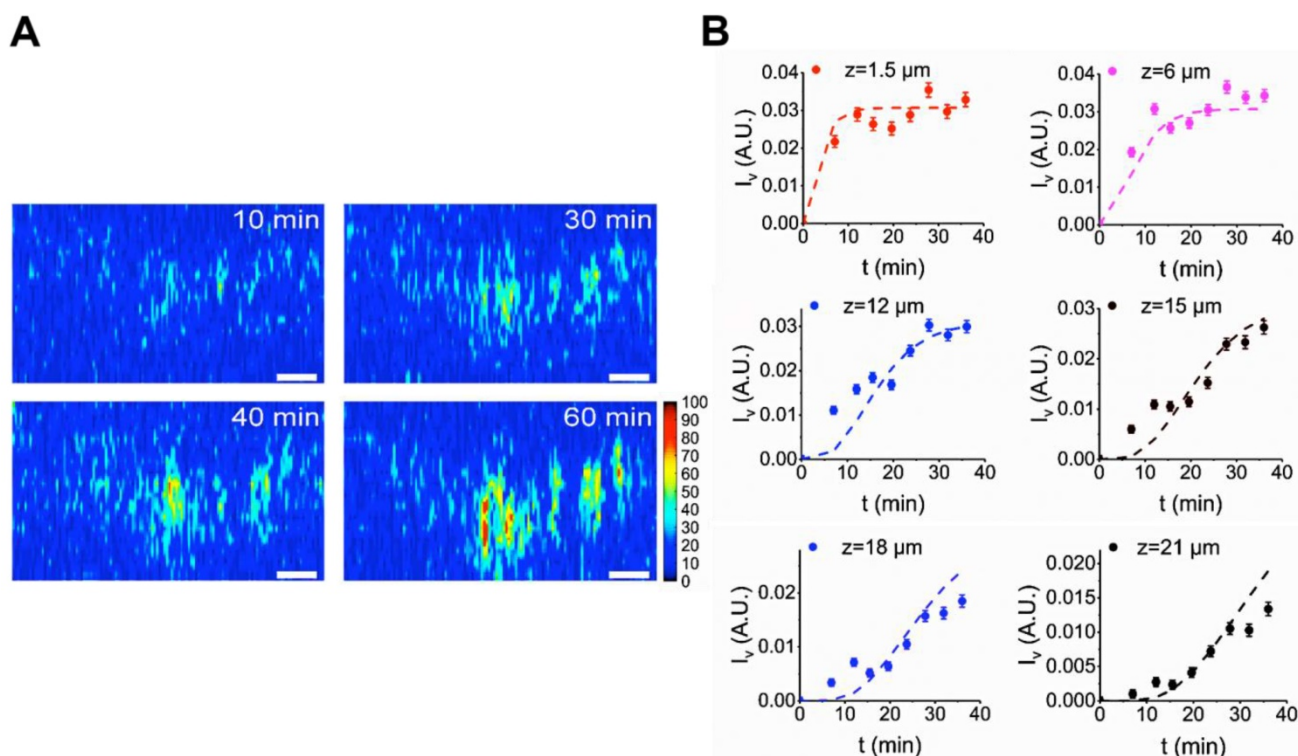 A
10 min
30 min
40 min
60 min
100
90
80
70
60
50
40
30
20
10
0
B
z=1.5 µm
0.04
0.03
0.02
0.01
0.00
I_v (A.U.)
0 10 20 30 40
t (min)
z=6 µm
0.04
0.03
0.02
0.01
0.00
I_v (A.U.)
0 10 20 30 40
t (min)
z=12 µm
0.03
0.02
0.01
0.00
I_v (A.U.)
0 10 20 30 40
t (min)
z=15 µm
0.03
0.02
0.01
0.00
I_v (A.U.)
0 10 20 30 40
t (min)
z=18 µm
0.02
0.01
0.00
I_v (A.U.)
0 10 20 30 40
t (min)
z=21 µm
0.020
0.015
0.010
0.005
0.000
I_v (A.U.)
0 10 20 30 40
t (min)